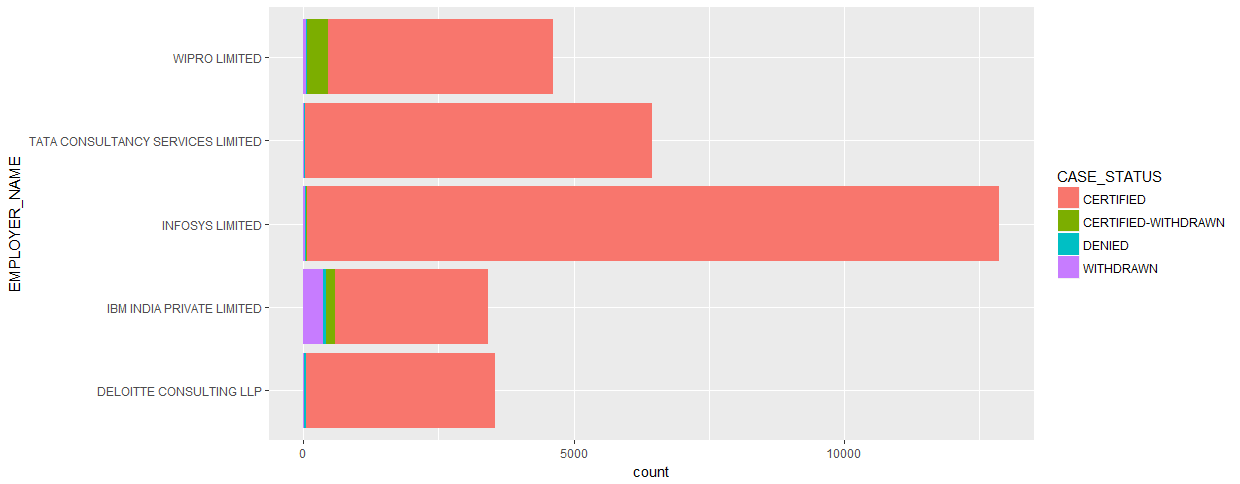 WIPRO LIMITED
TATA CONSULTANCY SERVICES LIMITED
INFOSYS LIMITED
IBM INDIA PRIVATE LIMITED
DELOITTE CONSULTING LLP
EMPLOYER_NAME
0 5000 10000
count
CASE_STATUS
CERTIFIED
CERTIFIED-WITHDRAWN
DENIED
WITHDRAWN